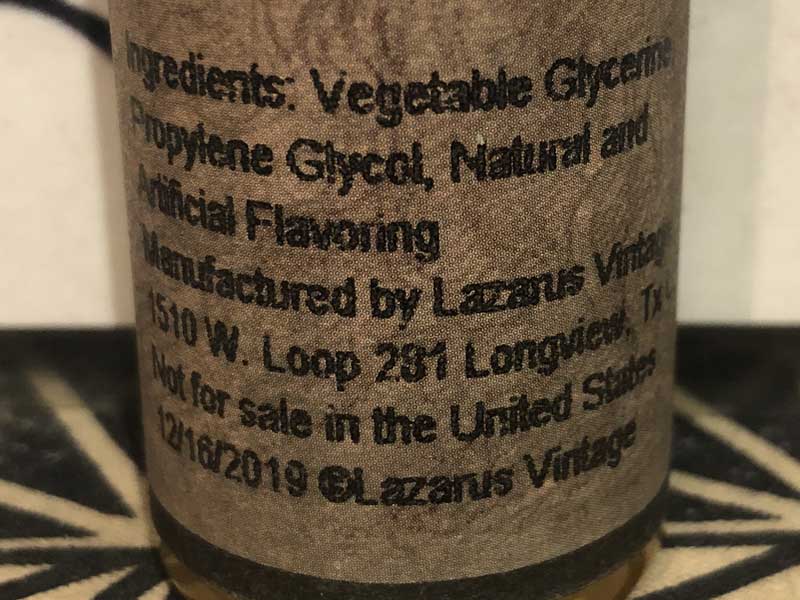 Ingredients: Vegetable Glycerine
Propylene Glycol, Natural and
Artificial Flavoring
Manufactured by Lazarus Vintage
1510 W. Loop 281 Longview, Tx
Not for sale in the United States
12/16/2019 ©Lazarus Vintage